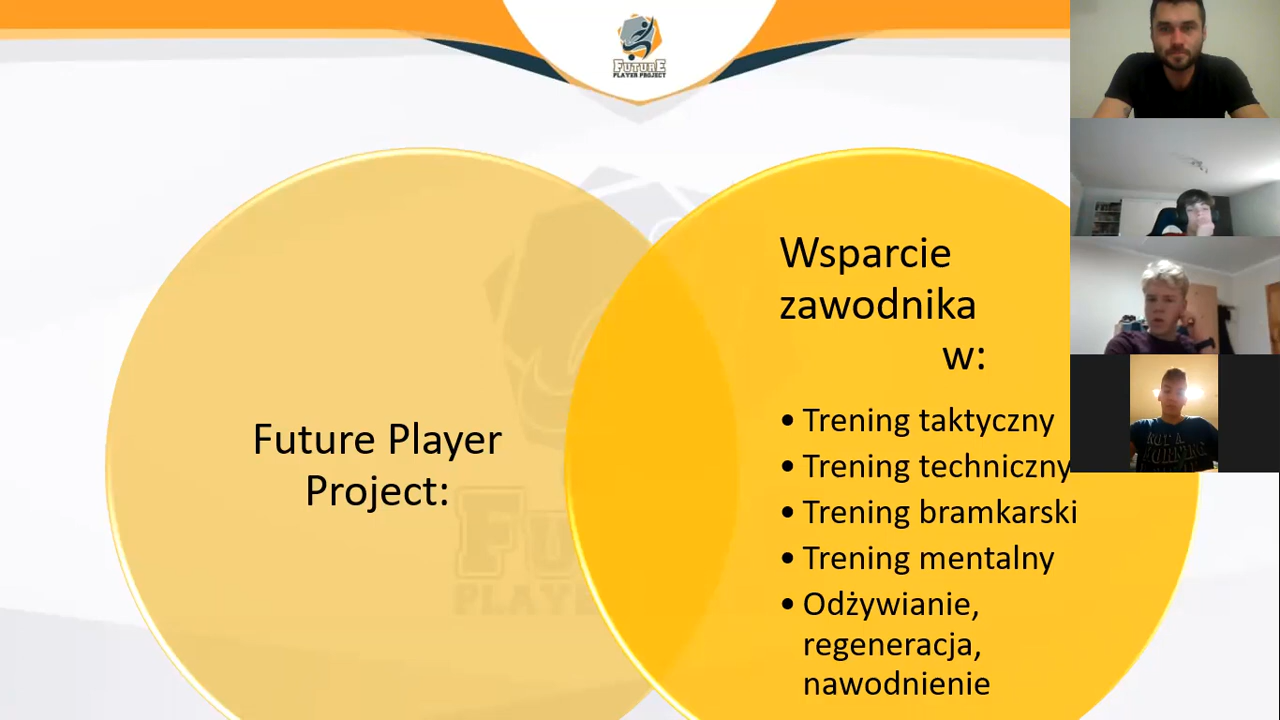 FUTURE
PLAYER PROJECT
Future Player
Project:
Wsparcie
zawodnika
w:
• Trening taktyczny
• Trening techniczny
• Trening bramkarski
• Trening mentalny
• Odżywianie,
regeneracja,
nawodnienie